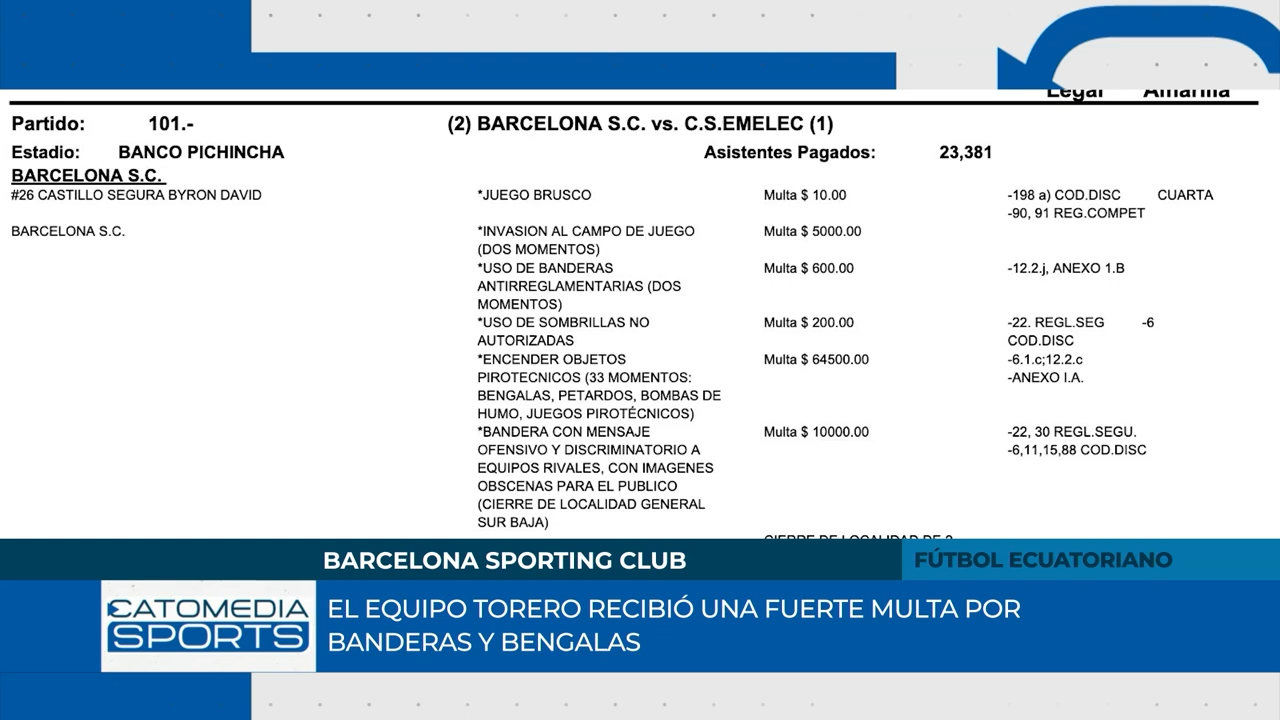 Legal Amarilla
Partido: 101.- (2) BARCELONA S.C. vs. C.S.EMELEC (1)
Estadio: BANCO PICHINCHA Asistentes Pagados: 23,381
BARCELONA S.C.
#26 CASTILLO SEGURA BYRON DAVID *JUEGO BRUSCO Multa $ 10.00 -198 a) COD.DISC CUARTA
-90, 91 REG.COMPET
BARCELONA S.C. *INVASION AL CAMPO DE JUEGO Multa $ 5000.00
(DOS MOMENTOS)
*USO DE BANDERAS Multa $ 600.00 -12.2.j, ANEXO 1.B
ANTIRREGLAMENTARIAS (DOS
MOMENTOS)
*USO DE SOMBRILLAS NO Multa $ 200.00 -22. REGL.SEG -6
AUTORIZADAS COD.DISC
*ENCENDER OBJETOS Multa $ 64500.00 -6.1.c;12.2.c
PIROTECNICOS (33 MOMENTOS: -ANEXO I.A.
BENGALAS, PETARDOS, BOMBAS DE
HUMO, JUEGOS PIROTÉCNICOS)
*BANDERA CON MENSAJE Multa $ 10000.00 -22, 30 REGL.SEGU.
OFENSIVO Y DISCRIMINATORIO A -6,11,15,88 COD.DISC
EQUIPOS RIVALES, CON IMAGENES
OBSCENAS PARA EL PUBLICO
(CIERRE DE LOCALIDAD GENERAL
SUR BAJA)
CIERRE DE LOCALIDAD DE
BARCELONA SPORTING CLUB FÚTBOL ECUATORIANO
CATOMEDIA
SPORTS
EL EQUIPO TORERO RECIBIÓ UNA FUERTE MULTA POR
BANDERAS Y BENGALAS